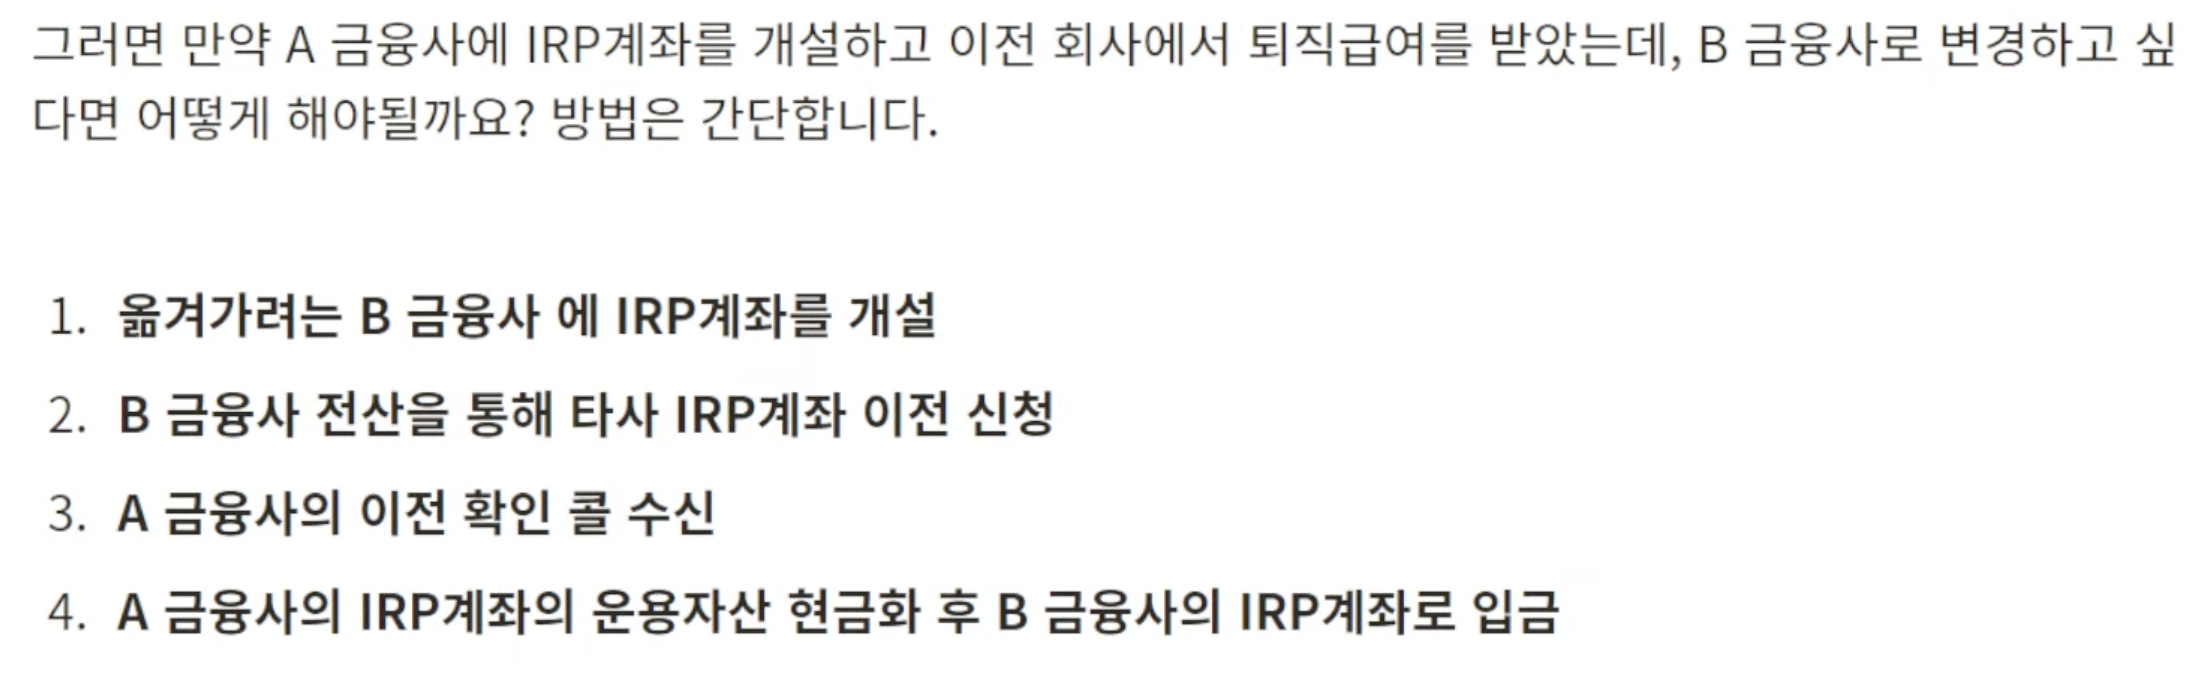 그러면 만약 A 금융사에 IRP계좌를 개설하고 이전 회사에서 퇴직급여를 받았는데, B 금융사로 변경하고 싶
다면 어떻게 해야될까요? 방법은 간단합니다.
1. 옮겨가려는 B 금융사 에 IRP계좌를 개설
2. B 금융사 전산을 통해 타사 IRP계좌 이전 신청
3. A 금융사의 이전 확인 콜 수신
4. A 금융사의 IRP계좌의 운용자산 현금화 후 B 금융사의 IRP계좌로 입금